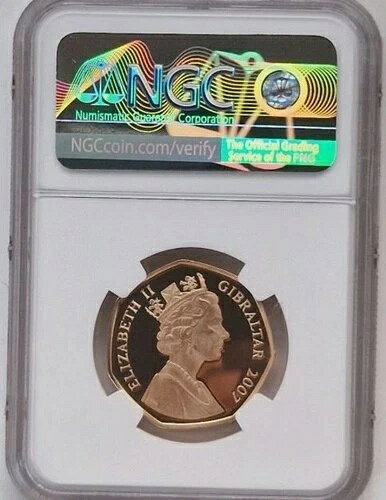 NGC
Numismatic Guaranty Corporation
NGCcoin.com/verify
The Official Grading
Service of the PNG
ELIZABETH II
GIBRALTAR 2007